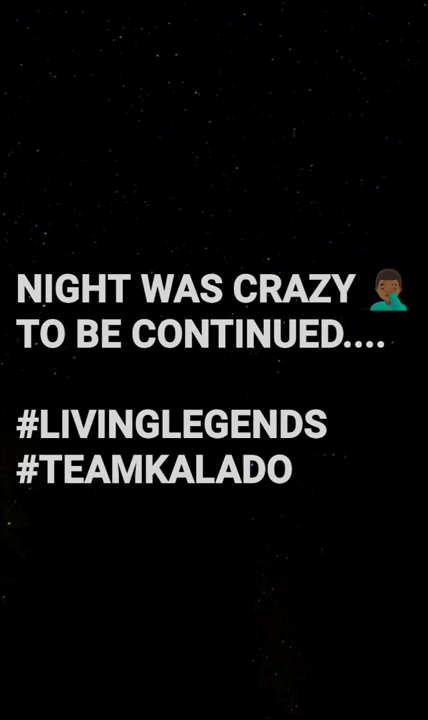 NIGHT WAS CRAZY 🤦🏾‍♂️
TO BE CONTINUED....
#LIVINGLEGENDS
#TEAMKALADO